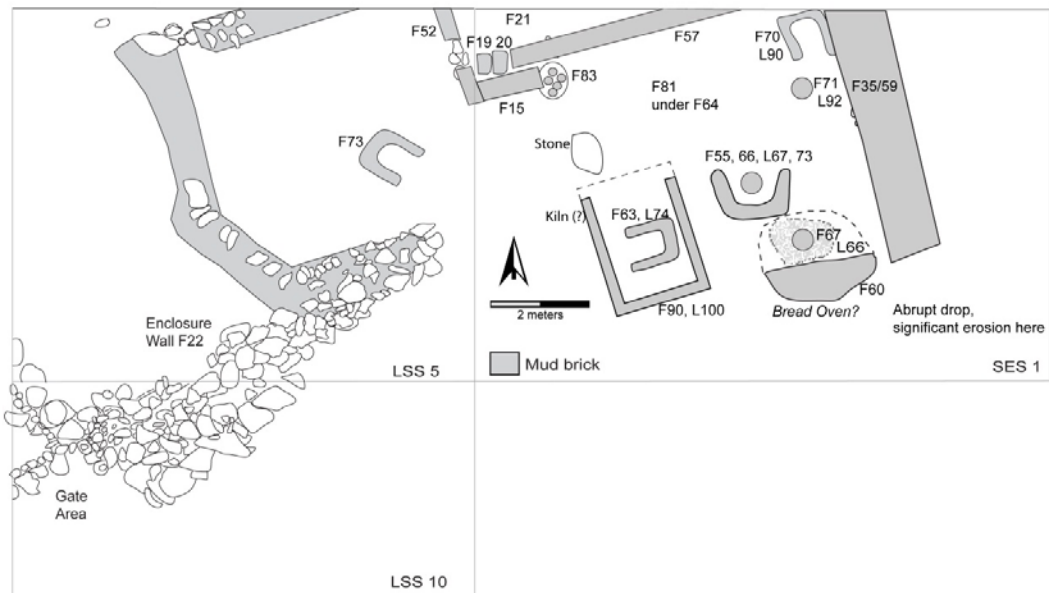 F52
F21
F19 20
F57
F70
L90
F83
F15
F81
under F64
F71
L92
F35/59
F73
Stone
F55, 66, L67, 73
Kiln (?)
F63, L74
F67
L66
F60
2 meters
F90, L100
Bread Oven?
Abrupt drop,
significant erosion here
Enclosure
Wall F22
LSS 5
Mud brick
SES 1
Gate
Area
LSS 10